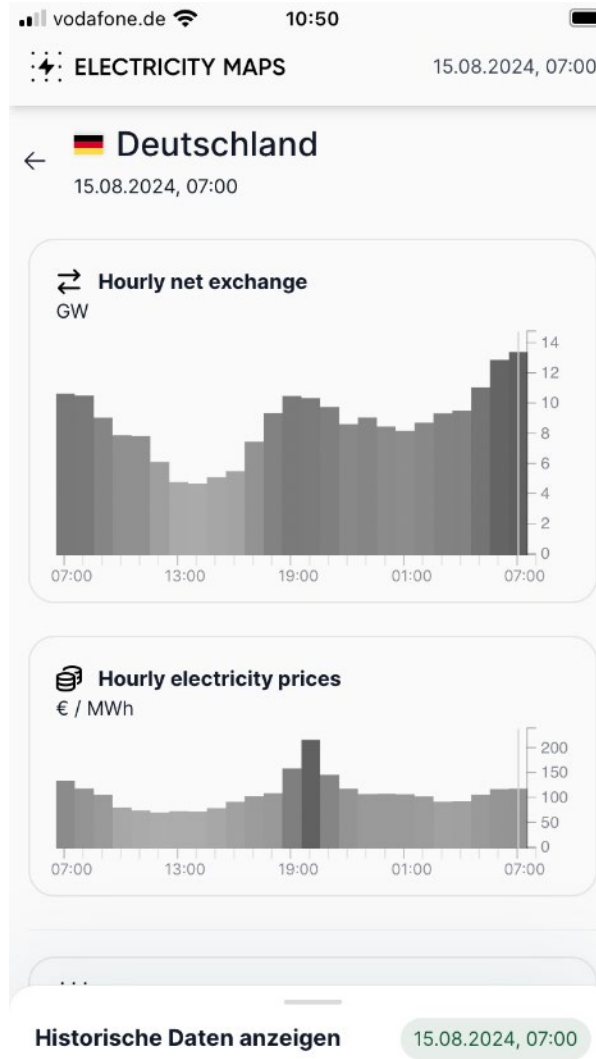 vodafone.de 10:50
ELECTRICITY MAPS 15.08.2024, 07:00
Deutschland
15.08.2024, 07:00
Hourly net exchange
GW
14
12
10
8
6
4
2
0
07:00 13:00 19:00 01:00 07:00
Hourly electricity prices
€ / MWh
200
150
100
50
0
07:00 13:00 19:00 01:00 07:00
Historische Daten anzeigen 15.08.2024, 07:00